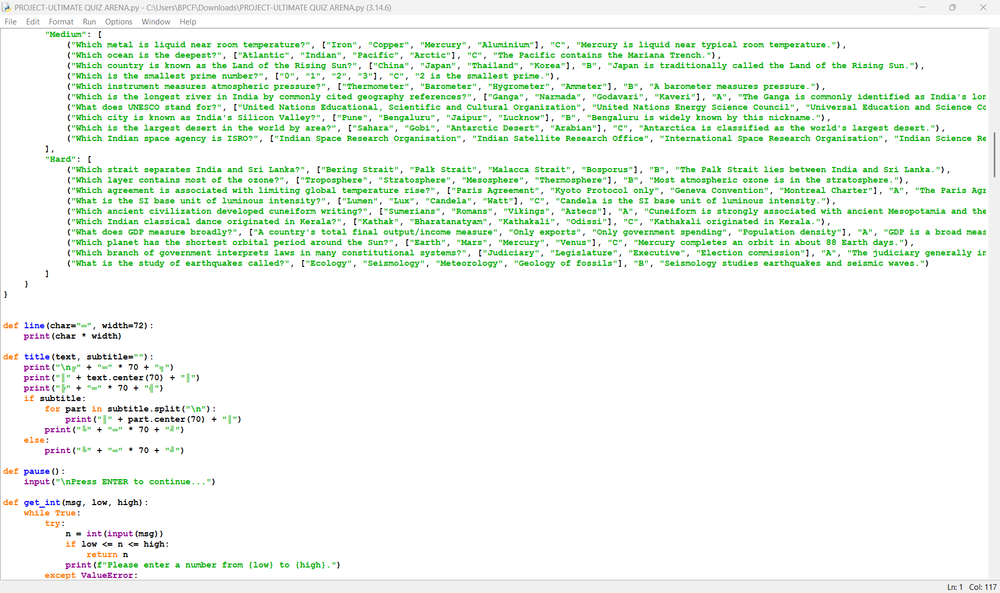 PROJECT-ULTIMATE QUIZ ARENA.py - C:\Users\BPCF\Downloads\PROJECT-ULTIMATE QUIZ ARENA.py (3.14.6)
File Edit Format Run Options Window Help
        "Medium": [
            ("Which metal is liquid near room temperature?", ["Iron", "Copper", "Mercury", "Aluminium"], "C", "Mercury is liquid near typical room temperature."),
            ("Which ocean is the deepest?", ["Atlantic", "Indian", "Pacific", "Arctic"], "C", "The Pacific contains the Mariana Trench."),
            ("Which country is known as the Land of the Rising Sun?", ["China", "Japan", "Thailand", "Korea"], "B", "Japan is traditionally called the Land of the Rising Sun."),
            ("Which is the smallest prime number?", ["0", "1", "2", "3"], "C", "2 is the smallest prime."),
            ("Which instrument measures atmospheric pressure?", ["Thermometer", "Barometer", "Hygrometer", "Ammeter"], "B", "A barometer measures pressure."),
            ("Which is the longest river in India by commonly cited geography references?", ["Ganga", "Narmada", "Godavari", "Kaveri"], "A", "The Ganga is commonly identified as India's lon
            ("What does UNESCO stand for?", ["United Nations Educational, Scientific and Cultural Organization", "United Nations Energy Science Council", "Universal Education and Science Co
            ("Which city is known as India's Silicon Valley?", ["Pune", "Bengaluru", "Jaipur", "Lucknow"], "B", "Bengaluru is widely known by this nickname."),
            ("Which is the largest desert in the world by area?", ["Sahara", "Gobi", "Antarctic Desert", "Arabian"], "C", "Antarctica is classified as the world's largest desert."),
            ("Which Indian space agency is ISRO?", ["Indian Space Research Organisation", "Indian Satellite Research Office", "International Space Research Organisation", "Indian Science Re
        ],
        "Hard": [
            ("Which strait separates India and Sri Lanka?", ["Bering Strait", "Palk Strait", "Malacca Strait", "Bosporus"], "B", "The Palk Strait lies between India and Sri Lanka."),
            ("Which layer contains most of the ozone?", ["Troposphere", "Stratosphere", "Mesosphere", "Thermosphere"], "B", "Most atmospheric ozone is in the stratosphere."),
            ("Which agreement is associated with limiting global temperature rise?", ["Paris Agreement", "Kyoto Protocol only", "Geneva Convention", "Montreal Charter"], "A", "The Paris Agr
            ("What is the SI base unit of luminous intensity?", ["Lumen", "Lux", "Candela", "Watt"], "C", "Candela is the SI base unit of luminous intensity."),
            ("Which ancient civilization developed cuneiform writing?", ["Sumerians", "Romans", "Vikings", "Aztecs"], "A", "Cuneiform is strongly associated with ancient Mesopotamia and the
            ("Which Indian classical dance originated in Kerala?", ["Kathak", "Bharatanatyam", "Kathakali", "Odissi"], "C", "Kathakali originated in Kerala."),
            ("What does GDP measure broadly?", ["A country's total final output/income measure", "Only exports", "Only government spending", "Population density"], "A", "GDP is a broad meas
            ("Which planet has the shortest orbital period around the Sun?", ["Earth", "Mars", "Mercury", "Venus"], "C", "Mercury completes an orbit in about 88 Earth days."),
            ("Which branch of government interprets laws in many constitutional systems?", ["Judiciary", "Legislature", "Executive", "Election commission"], "A", "The judiciary generally in
            ("What is the study of earthquakes called?", ["Ecology", "Seismology", "Meteorology", "Geology of fossils"], "B", "Seismology studies earthquakes and seismic waves.")
        ]
    }
}
def line(char="═", width=72):
    print(char * width)
def title(text, subtitle=""):
    print("\n╔" + "═" * 70 + "╗")
    print("║" + text.center(70) + "║")
    print("╠" + "═" * 70 + "╣")
    if subtitle:
        for part in subtitle.split("\n"):
            print("║" + part.center(70) + "║")
        print("╚" + "═" * 70 + "╝")
    else:
        print("╚" + "═" * 70 + "╝")
def pause():
    input("\nPress ENTER to continue...")
def get_int(msg, low, high):
    while True:
        try:
            n = int(input(msg))
            if low <= n <= high:
                return n
            print(f"Please enter a number from {low} to {high}.")
        except ValueError:
Ln: 1 Col: 117